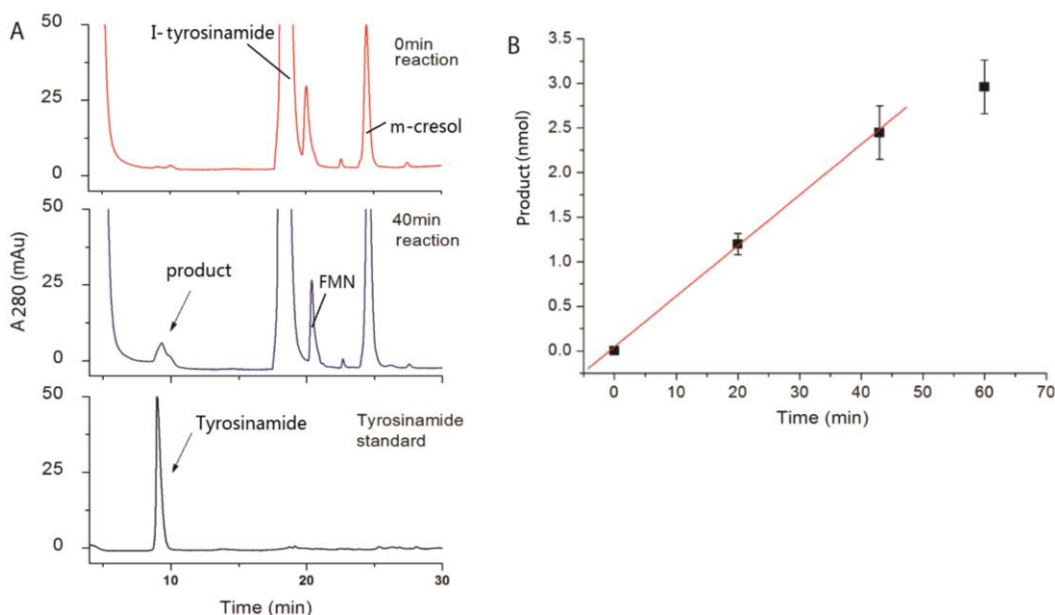 A
50
25
0
I- tyrosinamide
0min
reaction
m-cresol
50
25
0
40min
reaction
product
FMN
A 280 (mAu)
50
25
0
Tyrosinamide
Tyrosinamide
standard
10
20
30
Time (min)
B
3.5
3.0
2.5
2.0
1.5
1.0
0.5
0.0
Product (nmol)
0
10
20
30
40
50
60
70
Time (min)